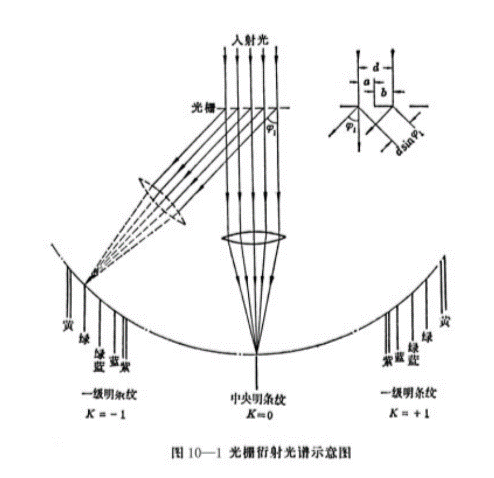 入射光
光栅
φ₁
d
a
b
φ₁
dsinφ₁
黄
绿
绿
蓝
蓝
紫
一级明条纹
K = -1
中央明条纹
K=0
紫
蓝
绿
蓝
绿
黄
一级明条纹
K = +1
图 10—1 光栅衍射光谱示意图